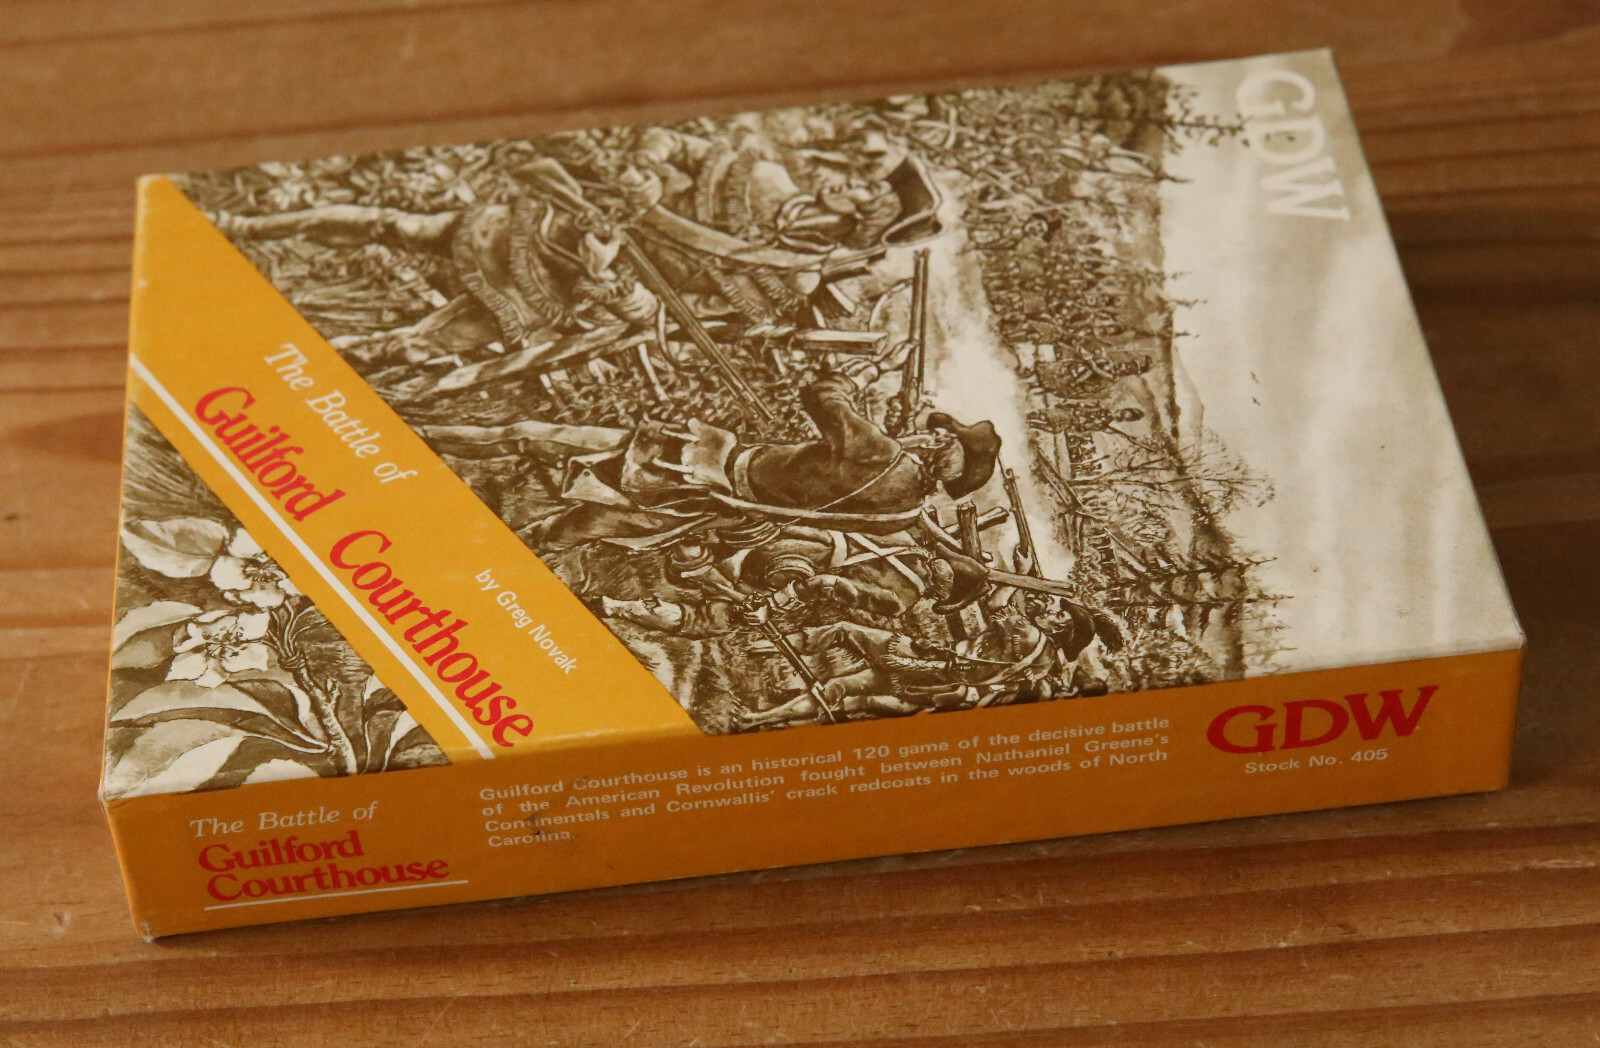 GDW
The Battle of
Guilford Courthouse
by Greg Novak
The Battle of
Guilford
Courthouse
Guilford Courthouse is an historical 120 game of the decisive battle
of the American Revolution fought between Nathaniel Greene's
Continentals and Cornwallis' crack redcoats in the woods of North
Carolina.
GDW
Stock No. 405